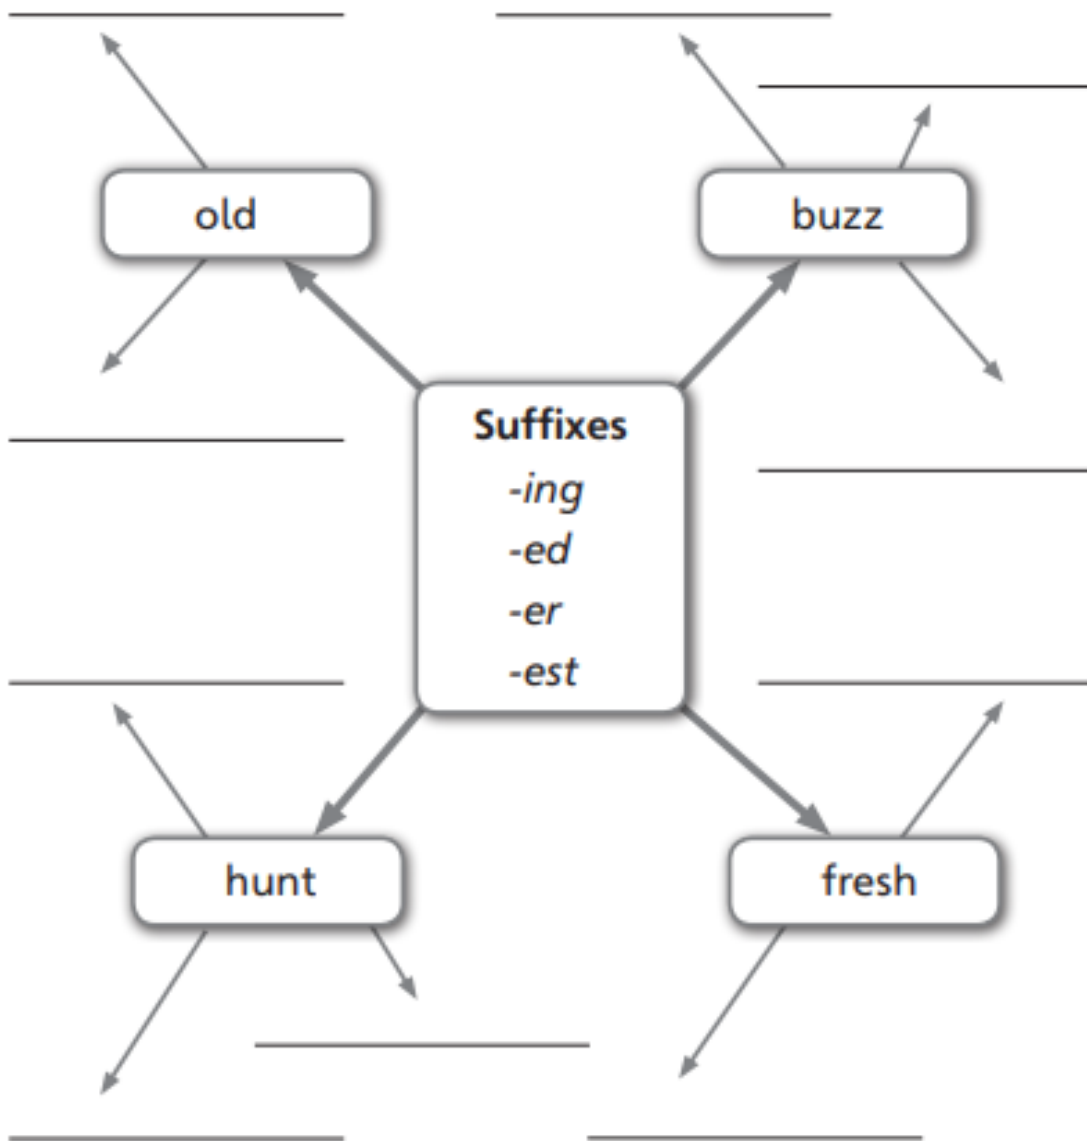 old
buzz
Suffixes
-ing
-ed
-er
-est
hunt
fresh